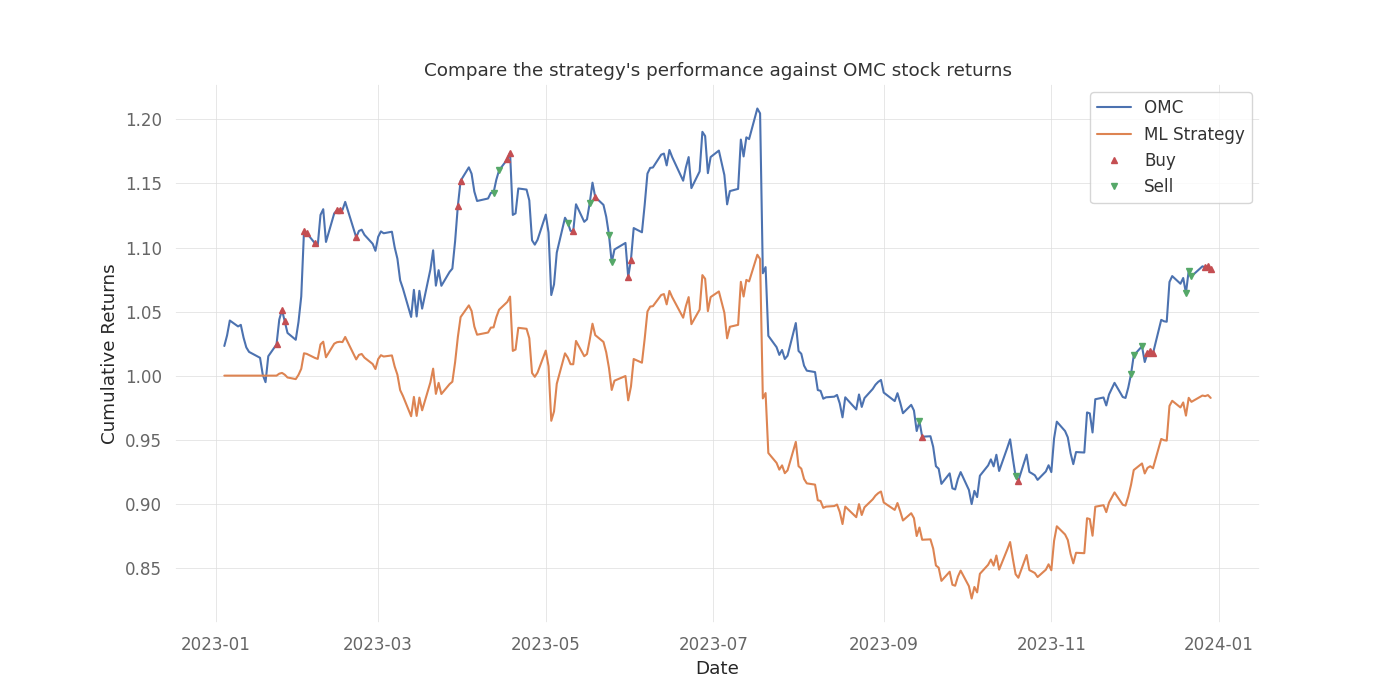 Compare the strategy's performance against OMC stock returns
OMC
ML Strategy
Buy
Sell
1.20
1.15
1.10
1.05
1.00
0.95
0.90
0.85
Cumulative Returns
2023-01
2023-03
2023-05
2023-07
2023-09
2023-11
2024-01
Date